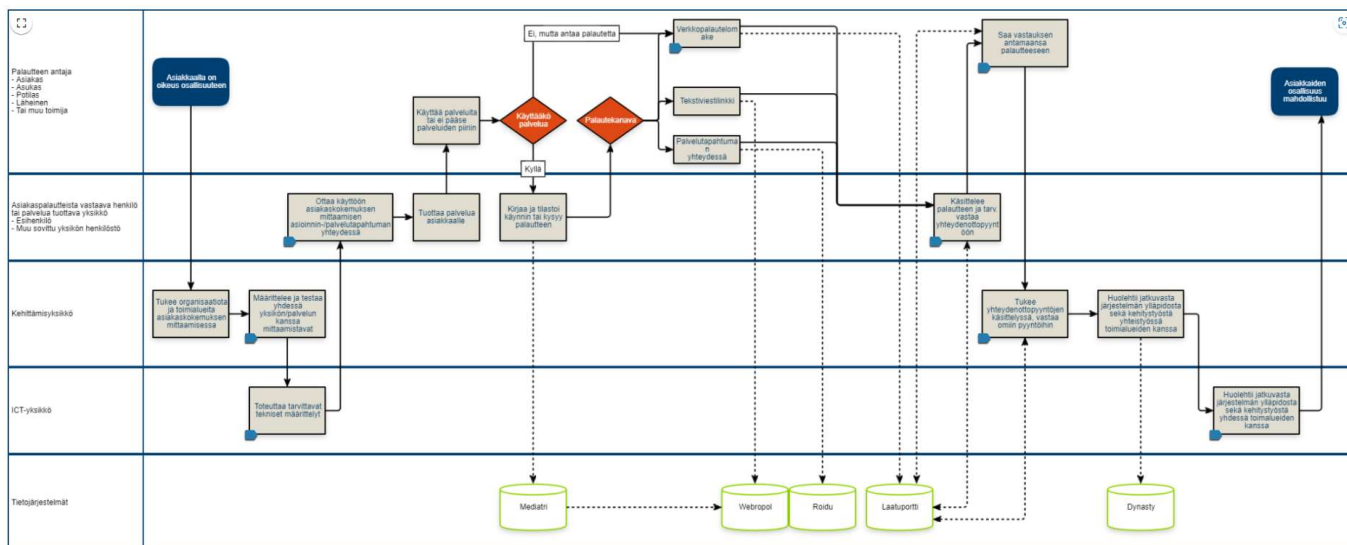 Palautteen antaja
- Asiakas
- Asukas
- Potilas
- Läheinen
- Tai muu toimija
Asiakkaalla on
oikeus osallisuuteen
Käyttää palveluita
tai ei pääse
palveluiden piiriin
Käyttääkö
palvelua
Ei, mutta antaa palautetta
Kyllä
Palautekanava
Verkkopalautelom
ake
Tekstiviestilinkki
Palvelutapahtuma
n
yhteydessä
Saa vastauksen
antamaansa
palautteeseen
Asiakkaiden
osallisuus
mahdollistuu
Asiakaspalautteista vastaava henkilö
tai palvelua tuottava yksikkö
- Esihenkilö
- Muu sovittu yksikön henkilöstö
Ottaa käyttöön
asiakaskokemuksen
mittaamisen
asioinnin-/palvelutapahtuman
yhteydessä
Tuottaa palvelua
asiakkaalle
Kirjaa ja tilastoi
käynnin tai kysyy
palautteen
Käsittelee
palautteen ja tarv.
vastaa
yhteydenottopyynt
öön
Kehittämisyksikkö
Tukee organisaatiota
ja toimialueita
asiakaskokemuksen
mittaamisessa
Määrittelee ja testaa
yhdessä
yksikön/palvelun
kanssa
mittaamistavat
Tukee
yhteydenottopyyntöjen
käsittelyssä, vastaa
omiin pyyntöihin
Huolehtii jatkuvasta
järjestelmän ylläpidosta
sekä kehitystyöstä
yhteistyössä
toimialueiden kanssa
ICT-yksikkö
Toteuttaa tarvittavat
tekniset määrittelyt
Huolehtii jatkuvasta
järjestelmän ylläpidosta
sekä kehitystyöstä
yhdessä toimialueiden
kanssa
Tietojärjestelmät
Mediatri
Webropol
Roidu
Laatuportti
Dynasty